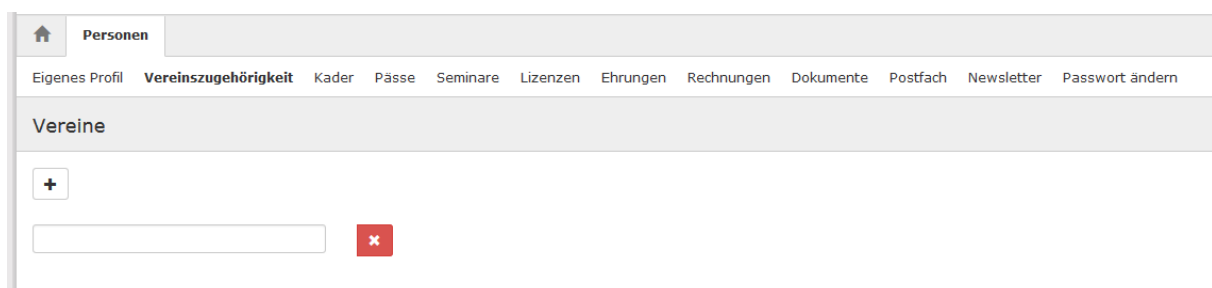 Personen
Eigenes Profil Vereinszugehörigkeit Kader Pässe Seminare Lizenzen Ehrungen Rechnungen Dokumente Postfach Newsletter Passwort ändern
Vereine